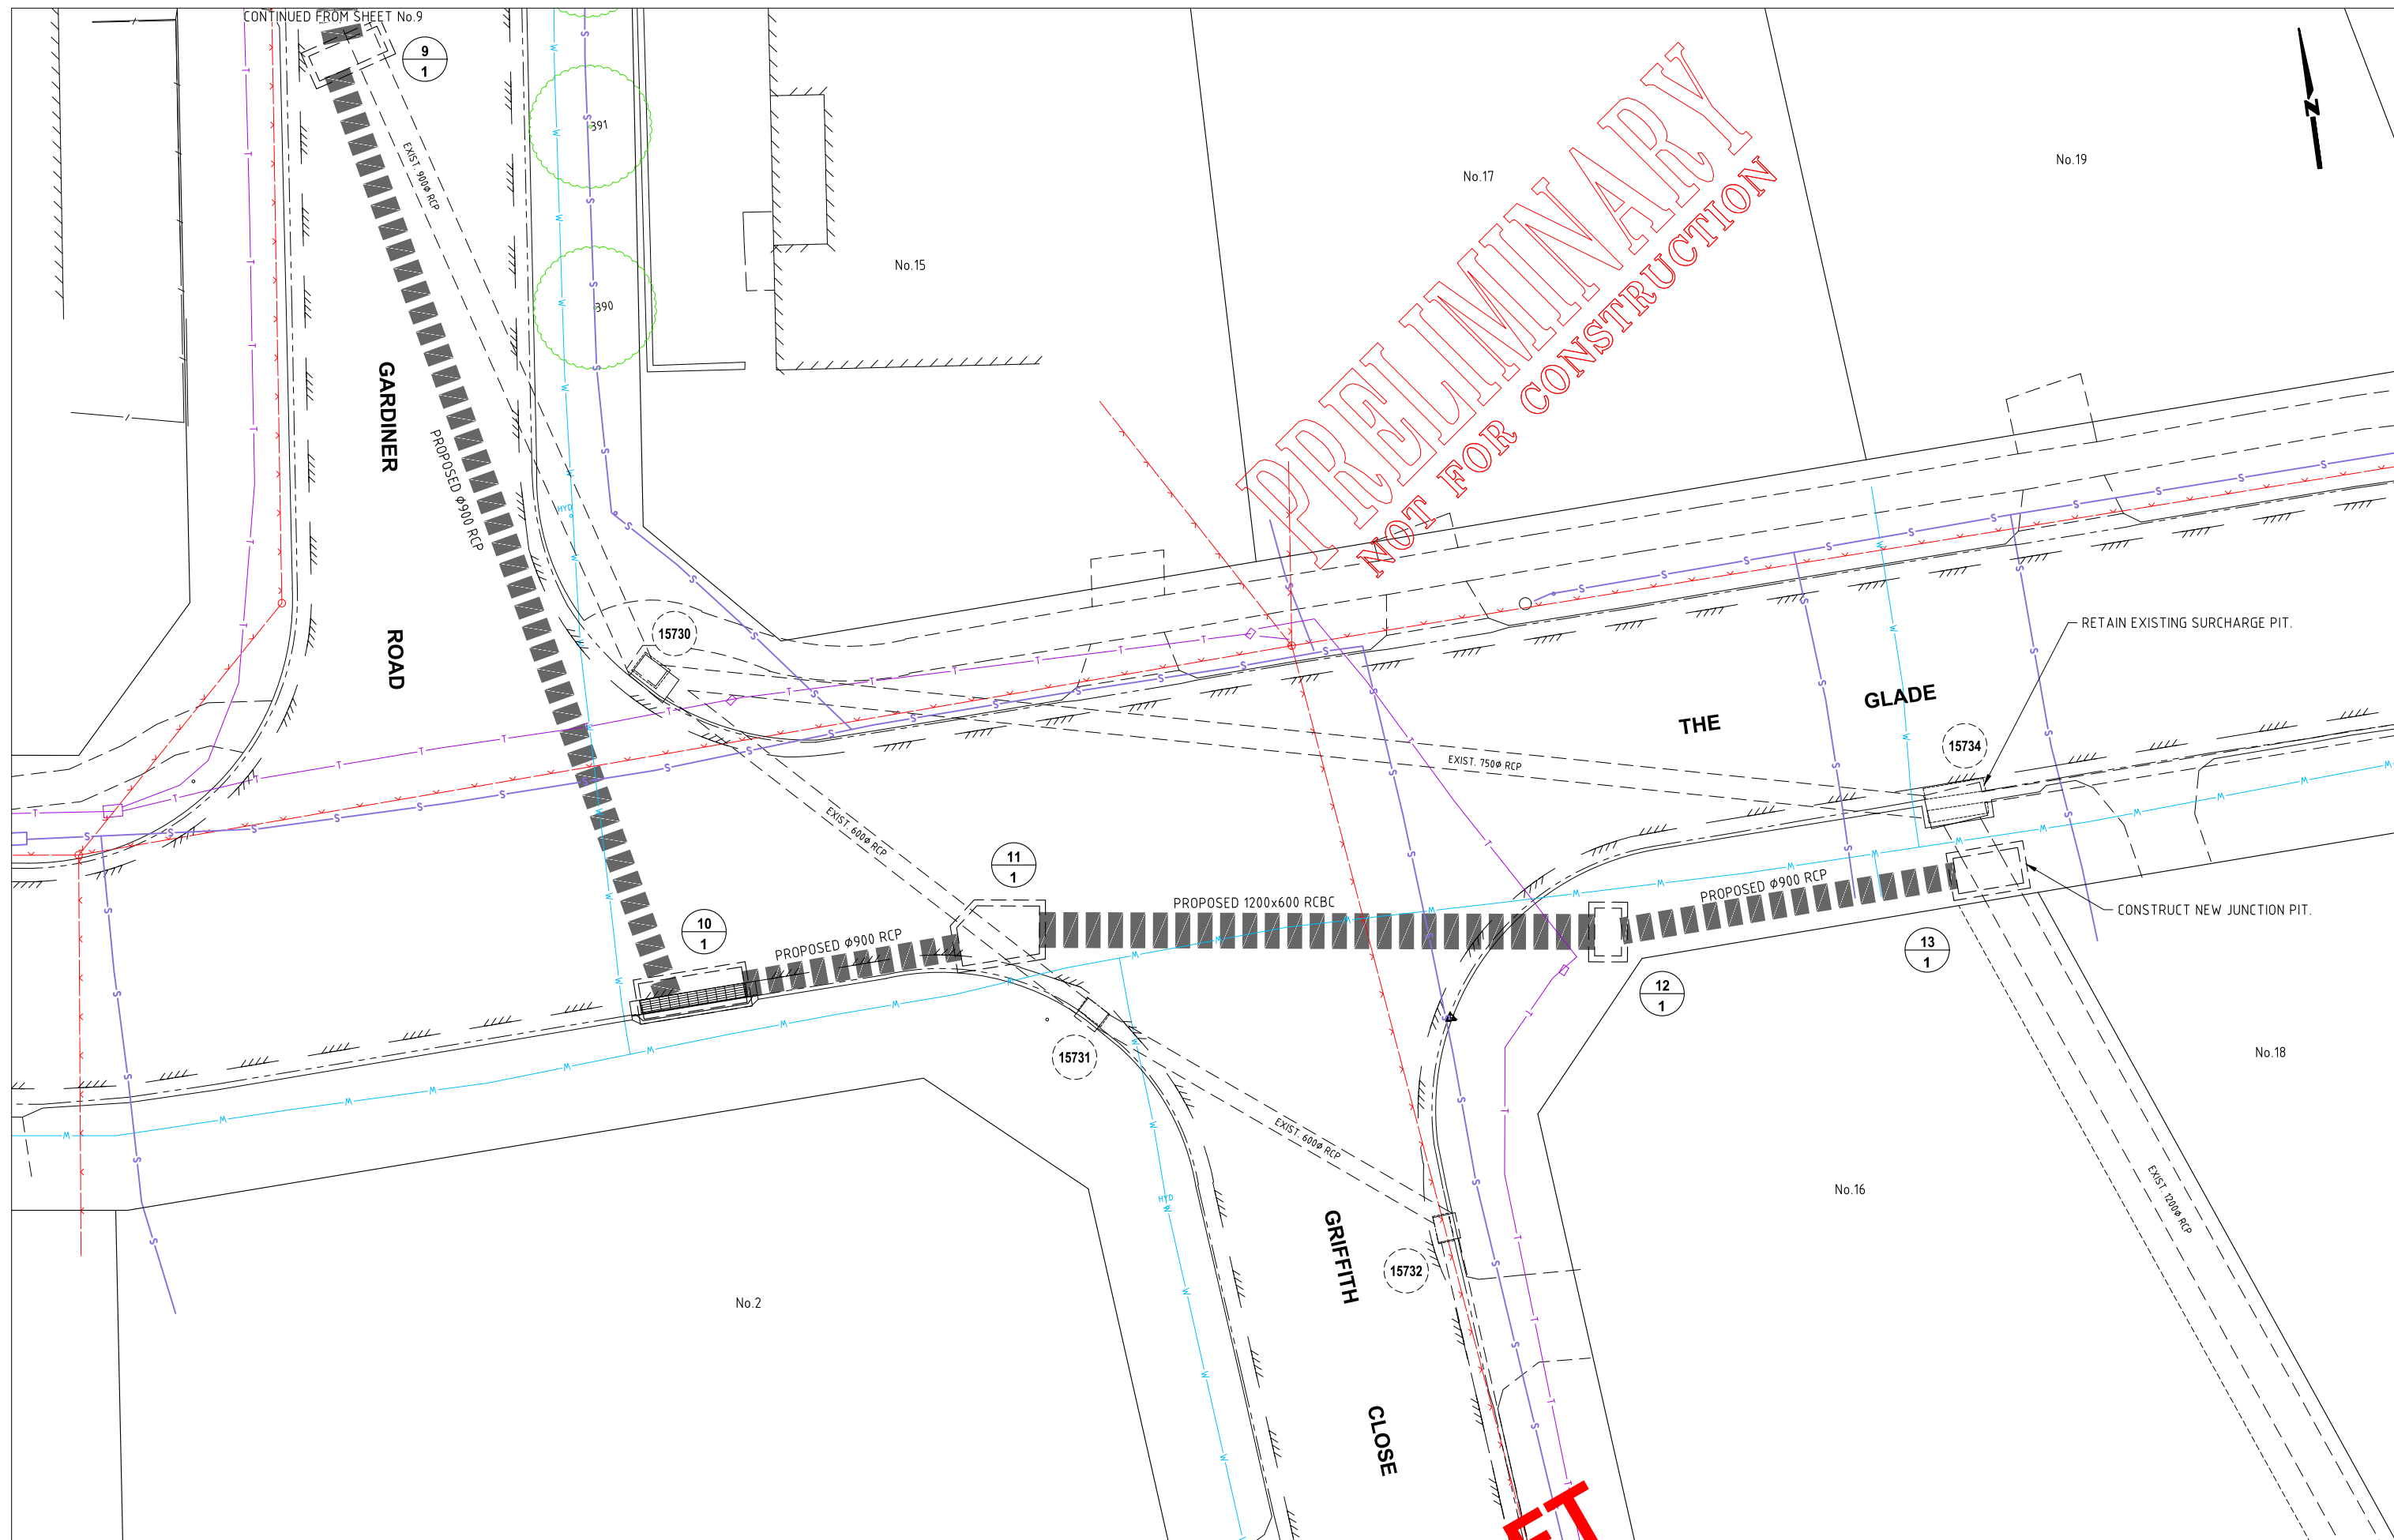 CONTINUED FROM SHEET No.9
9
1
391
EXIST. 900Ø RCP
No.17
No.19
N
PRELIMINARY
NOT FOR CONSTRUCTION
No.15
390
GARDINER
ROAD
PROPOSED Ø900 RCP
HYD
15730
RETAIN EXISTING SURCHARGE PIT.
THE GLADE
15734
EXIST. 750Ø RCP
EXIST. 600Ø RCP
11
1
PROPOSED 1200x600 RCBC
PROPOSED Ø900 RCP
CONSTRUCT NEW JUNCTION PIT.
10
1
PROPOSED Ø900 RCP
13
1
12
1
15731
No.18
EXIST. 600Ø RCP
No.16
EXIST. 1200Ø RCP
HYD
GRIFFITH
CLOSE
15732
No.2